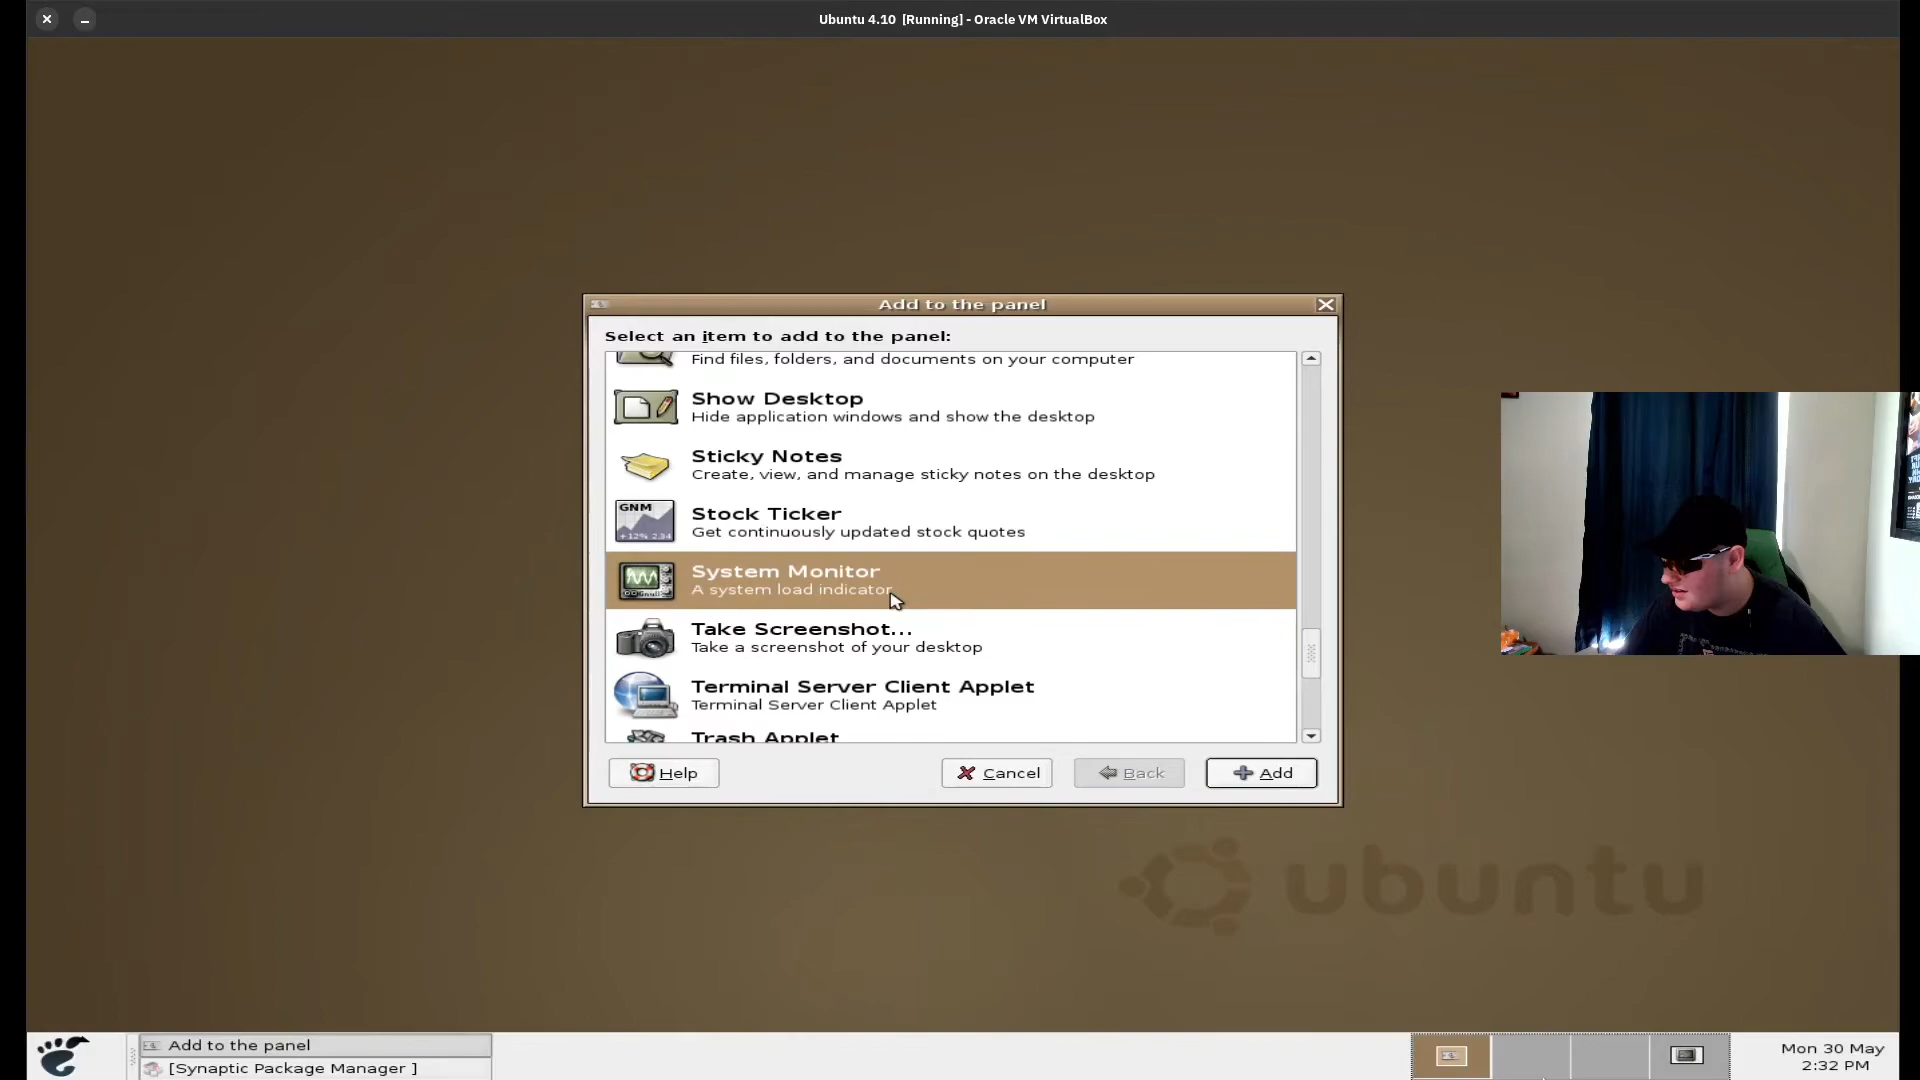 Ubuntu 4.10 [Running] - Oracle VM VirtualBox
Add to the panel
Select an item to add to the panel:
Find files, folders, and documents on your computer
Show Desktop
Hide application windows and show the desktop
Sticky Notes
Create, view, and manage sticky notes on the desktop
GNM
+12% 2.34
Stock Ticker
Get continuously updated stock quotes
System Monitor
A system load indicator
Take Screenshot...
Take a screenshot of your desktop
Terminal Server Client Applet
Terminal Server Client Applet
Trash Applet
Help
Cancel
Back
Add
ubuntu
Add to the panel
[Synaptic Package Manager ]
Mon 30 May
2:32 PM